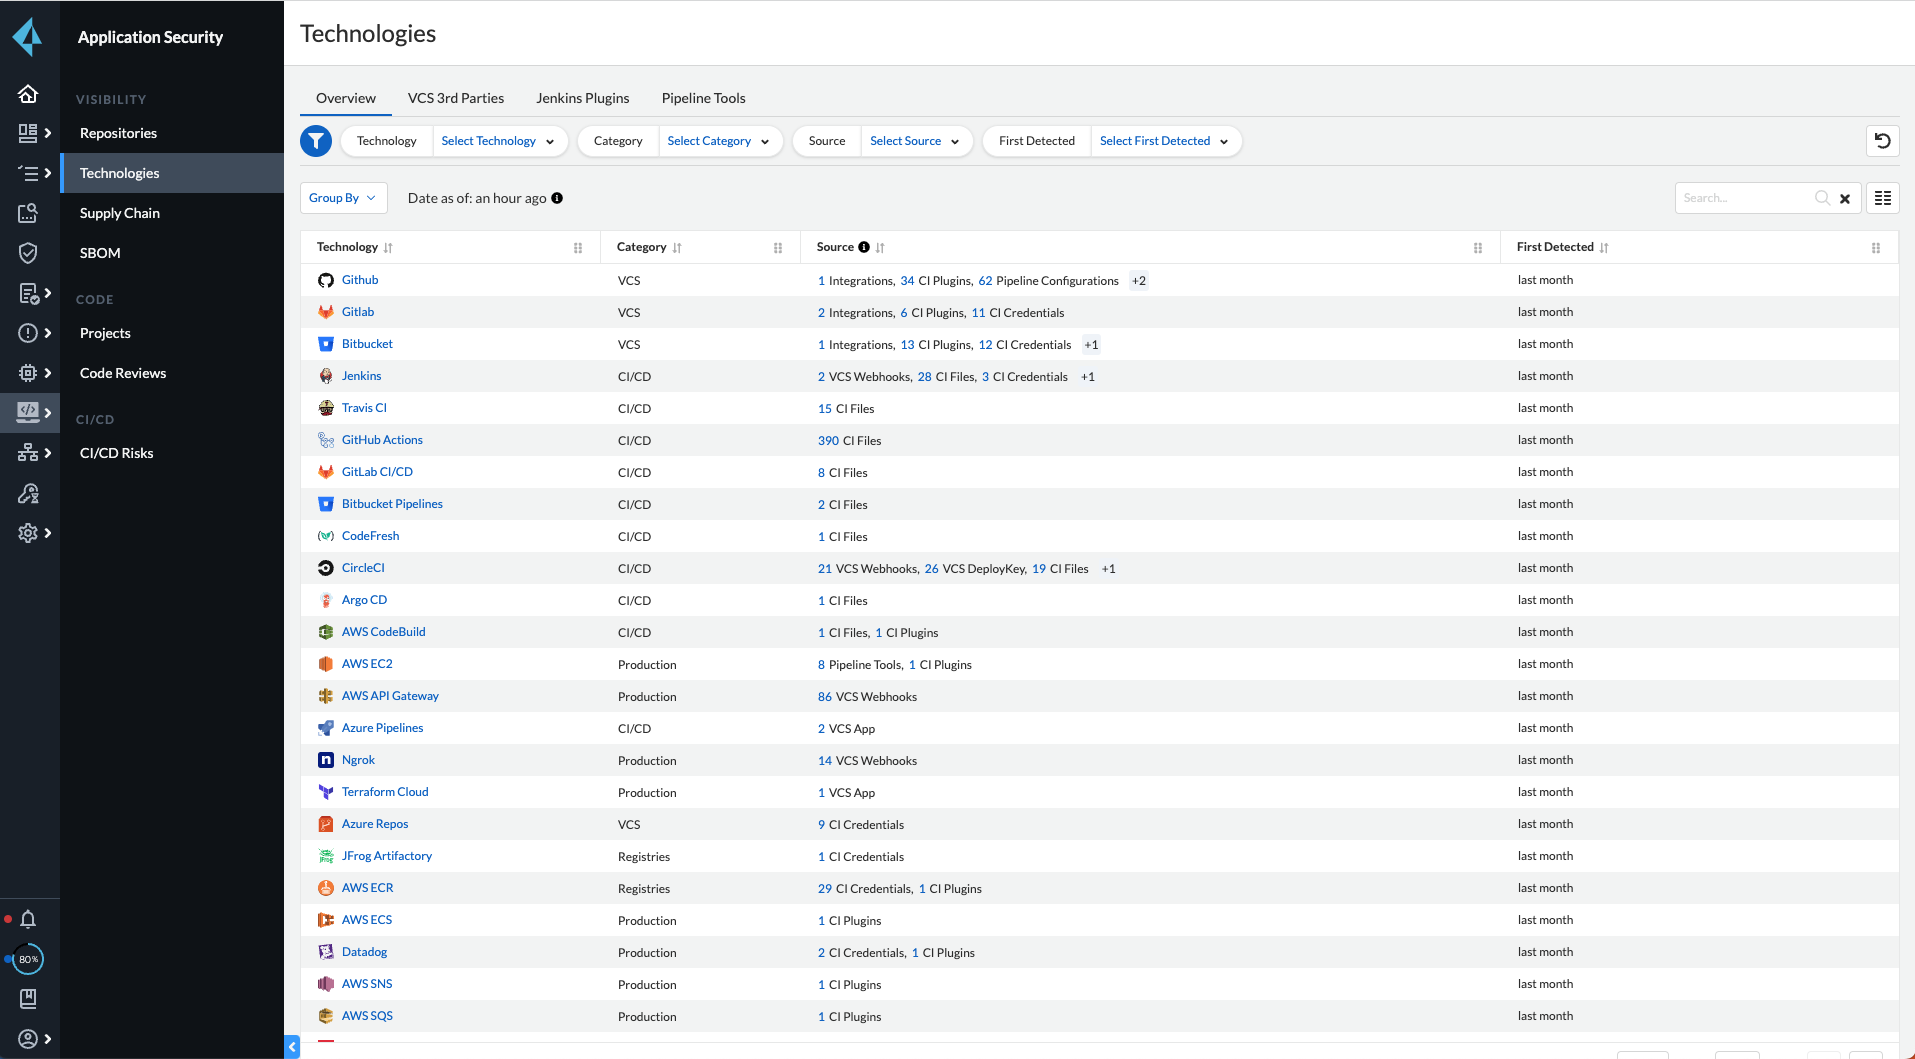 Application Security
VISIBILITY
Repositories
Technologies
Supply Chain
SBOM
CODE
Projects
Code Reviews
CI/CD
CI/CD Risks
80%
Technologies
Overview VCS 3rd Parties Jenkins Plugins Pipeline Tools
Technology Select Technology Category Select Category Source Select Source First Detected Select First Detected
Group By Date as of: an hour ago Search...
Technology Category Source First Detected
Github VCS 1 Integrations, 34 CI Plugins, 62 Pipeline Configurations +2 last month
Gitlab VCS 2 Integrations, 6 CI Plugins, 11 CI Credentials last month
Bitbucket VCS 1 Integrations, 13 CI Plugins, 12 CI Credentials +1 last month
Jenkins CI/CD 2 VCS Webhooks, 28 CI Files, 3 CI Credentials +1 last month
Travis CI CI/CD 15 CI Files last month
GitHub Actions CI/CD 390 CI Files last month
GitLab CI/CD CI/CD 8 CI Files last month
Bitbucket Pipelines CI/CD 2 CI Files last month
CodeFresh CI/CD 1 CI Files last month
CircleCI CI/CD 21 VCS Webhooks, 26 VCS DeployKey, 19 CI Files +1 last month
Argo CD CI/CD 1 CI Files last month
AWS CodeBuild CI/CD 1 CI Files, 1 CI Plugins last month
AWS EC2 Production 8 Pipeline Tools, 1 CI Plugins last month
AWS API Gateway Production 86 VCS Webhooks last month
Azure Pipelines CI/CD 2 VCS App last month
Ngrok Production 14 VCS Webhooks last month
Terraform Cloud Production 1 VCS App last month
Azure Repos VCS 9 CI Credentials last month
JFrog Artifactory Registries 1 CI Credentials last month
AWS ECR Registries 29 CI Credentials, 1 CI Plugins last month
AWS ECS Production 1 CI Plugins last month
Datadog Production 2 CI Credentials, 1 CI Plugins last month
AWS SNS Production 1 CI Plugins last month
AWS SQS Production 1 CI Plugins last month